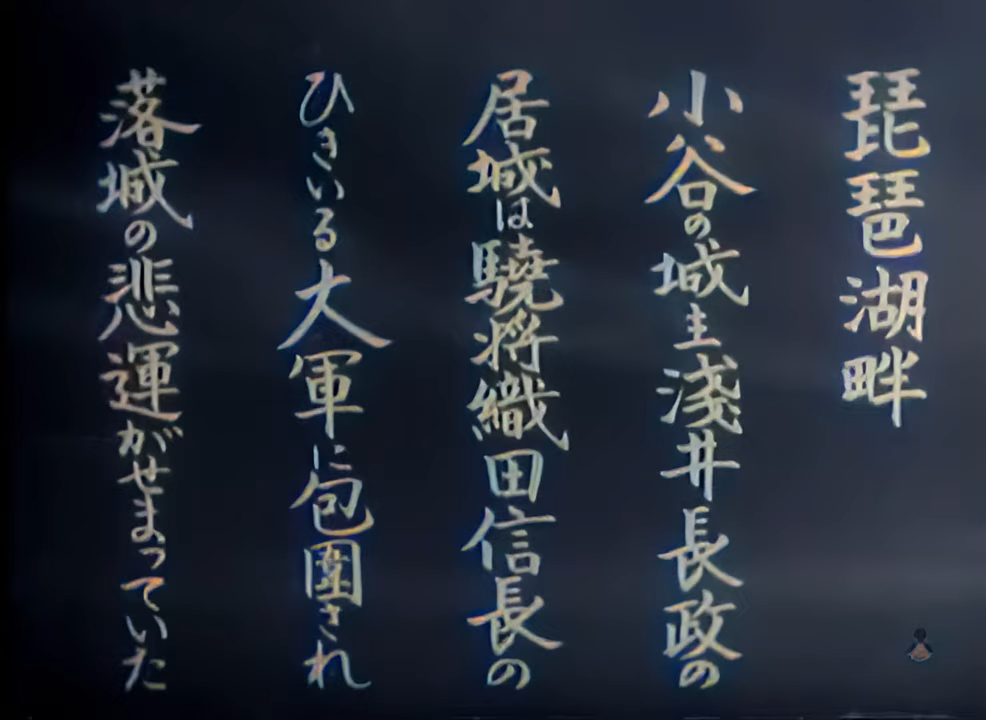 琵琶湖畔
小谷の城主淺井長政の
居城は驍将織田信長の
ひきいる大軍に包圍され
落城の悲運がせまっていた